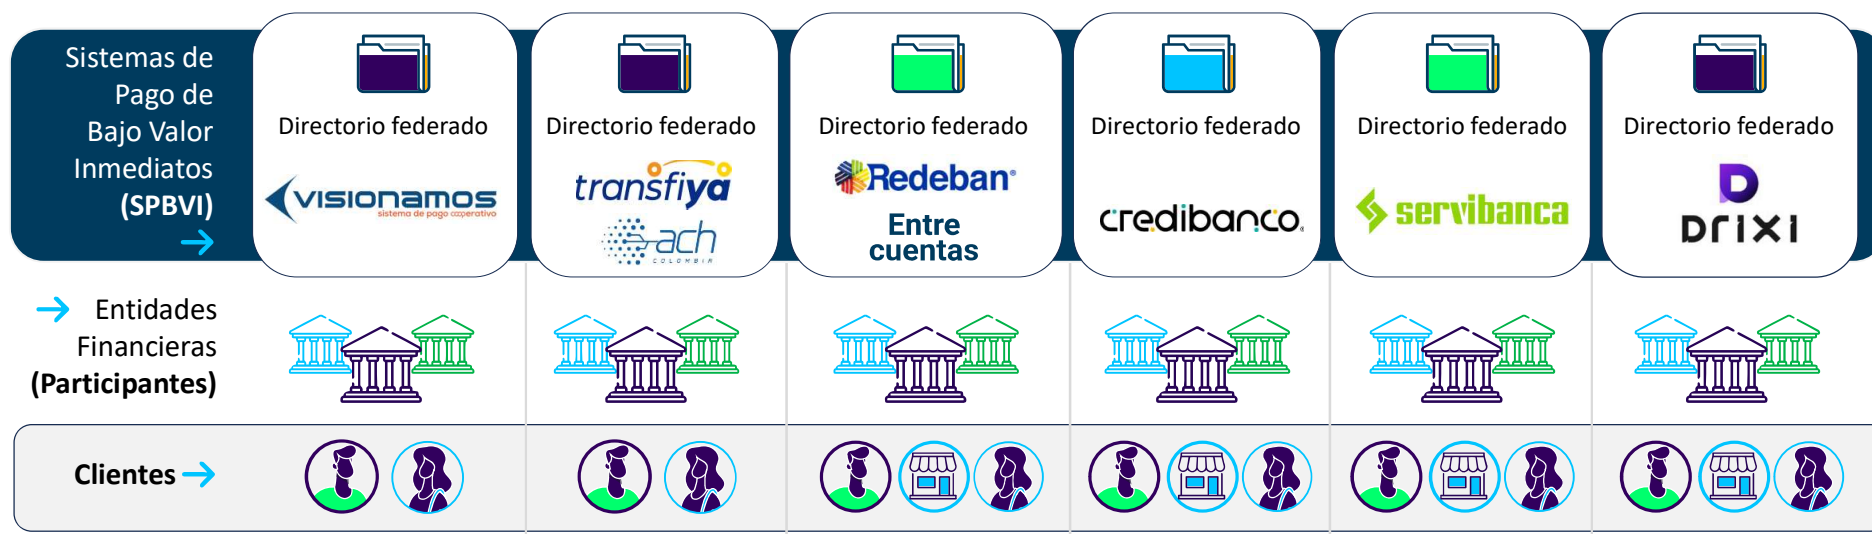 Sistemas de
Pago de
Bajo Valor
Inmediatos
(SPBVI)
Directorio federado
VISIONAMOS
sistema de pago cooperativo
Directorio federado
transfiya
ach
COLOMBIA
Directorio federado
Redeban
Entre
cuentas
Directorio federado
credibanco.
Directorio federado
servibanca
Directorio federado
DRIXI
Entidades
Financieras
(Participantes)
Clientes